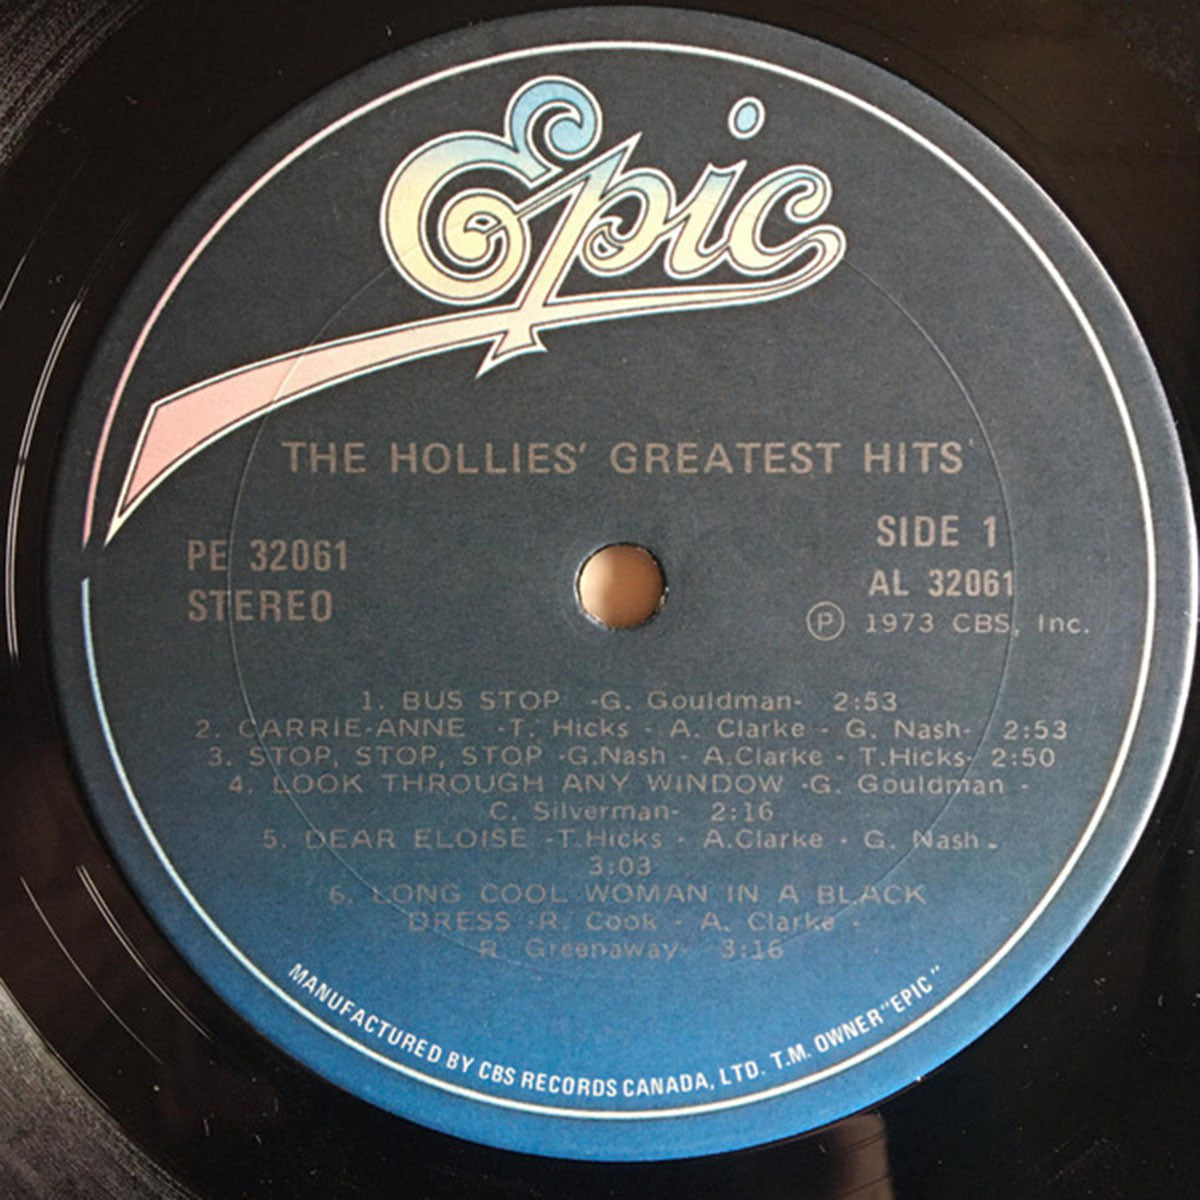 Epic
THE HOLLIES' GREATEST HITS
PE 32061
STEREO
SIDE 1
AL 32061
Ⓟ 1973 CBS, Inc.
1. BUS STOP -G. Gouldman- 2:53
2. CARRIE-ANNE -T. Hicks - A. Clarke - G. Nash- 2:53
3. STOP, STOP, STOP -G.Nash - A.Clarke - T.Hicks- 2:50
4. LOOK THROUGH ANY WINDOW -G. Gouldman -
C. Silverman- 2:16
5. DEAR ELOISE -T.Hicks - A.Clarke - G. Nash -
3:03
6. LONG COOL WOMAN IN A BLACK
DRESS -R. Cook - A. Clarke -
R. Greenaway- 3:16
MANUFACTURED BY CBS RECORDS CANADA, LTD. T.M. OWNER "EPIC"